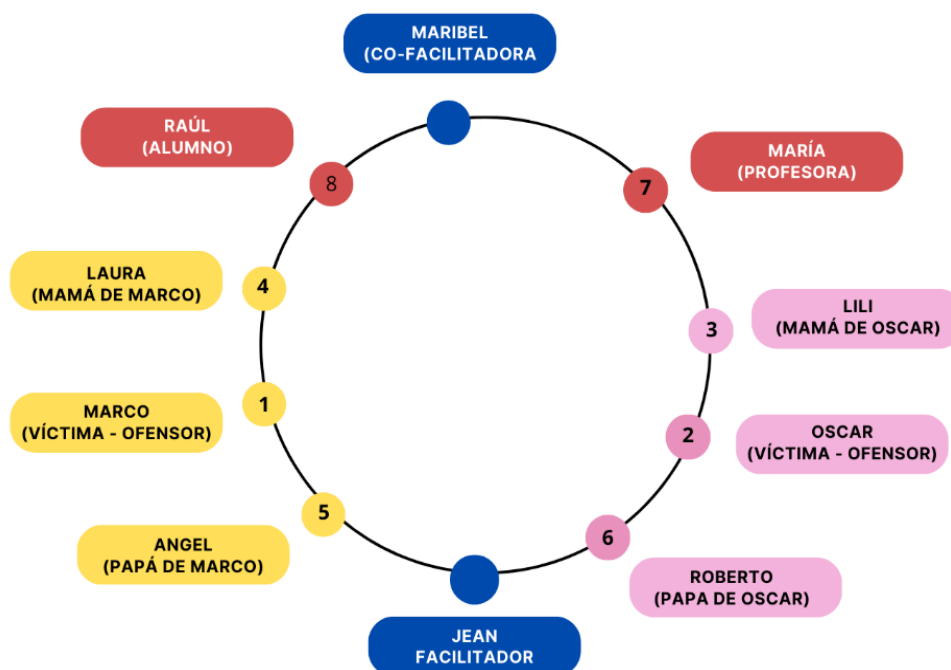 MARIBEL
(CO-FACILITADORA
RAÚL
(ALUMNO)
8
7
MARÍA
(PROFESORA)
LAURA
(MAMÁ DE MARCO)
4
3
LILI
(MAMÁ DE OSCAR)
MARCO
(VÍCTIMA - OFENSOR)
1
2
OSCAR
(VÍCTIMA - OFENSOR)
5
6
ANGEL
(PAPÁ DE MARCO)
ROBERTO
(PAPA DE OSCAR)
JEAN
FACILITADOR